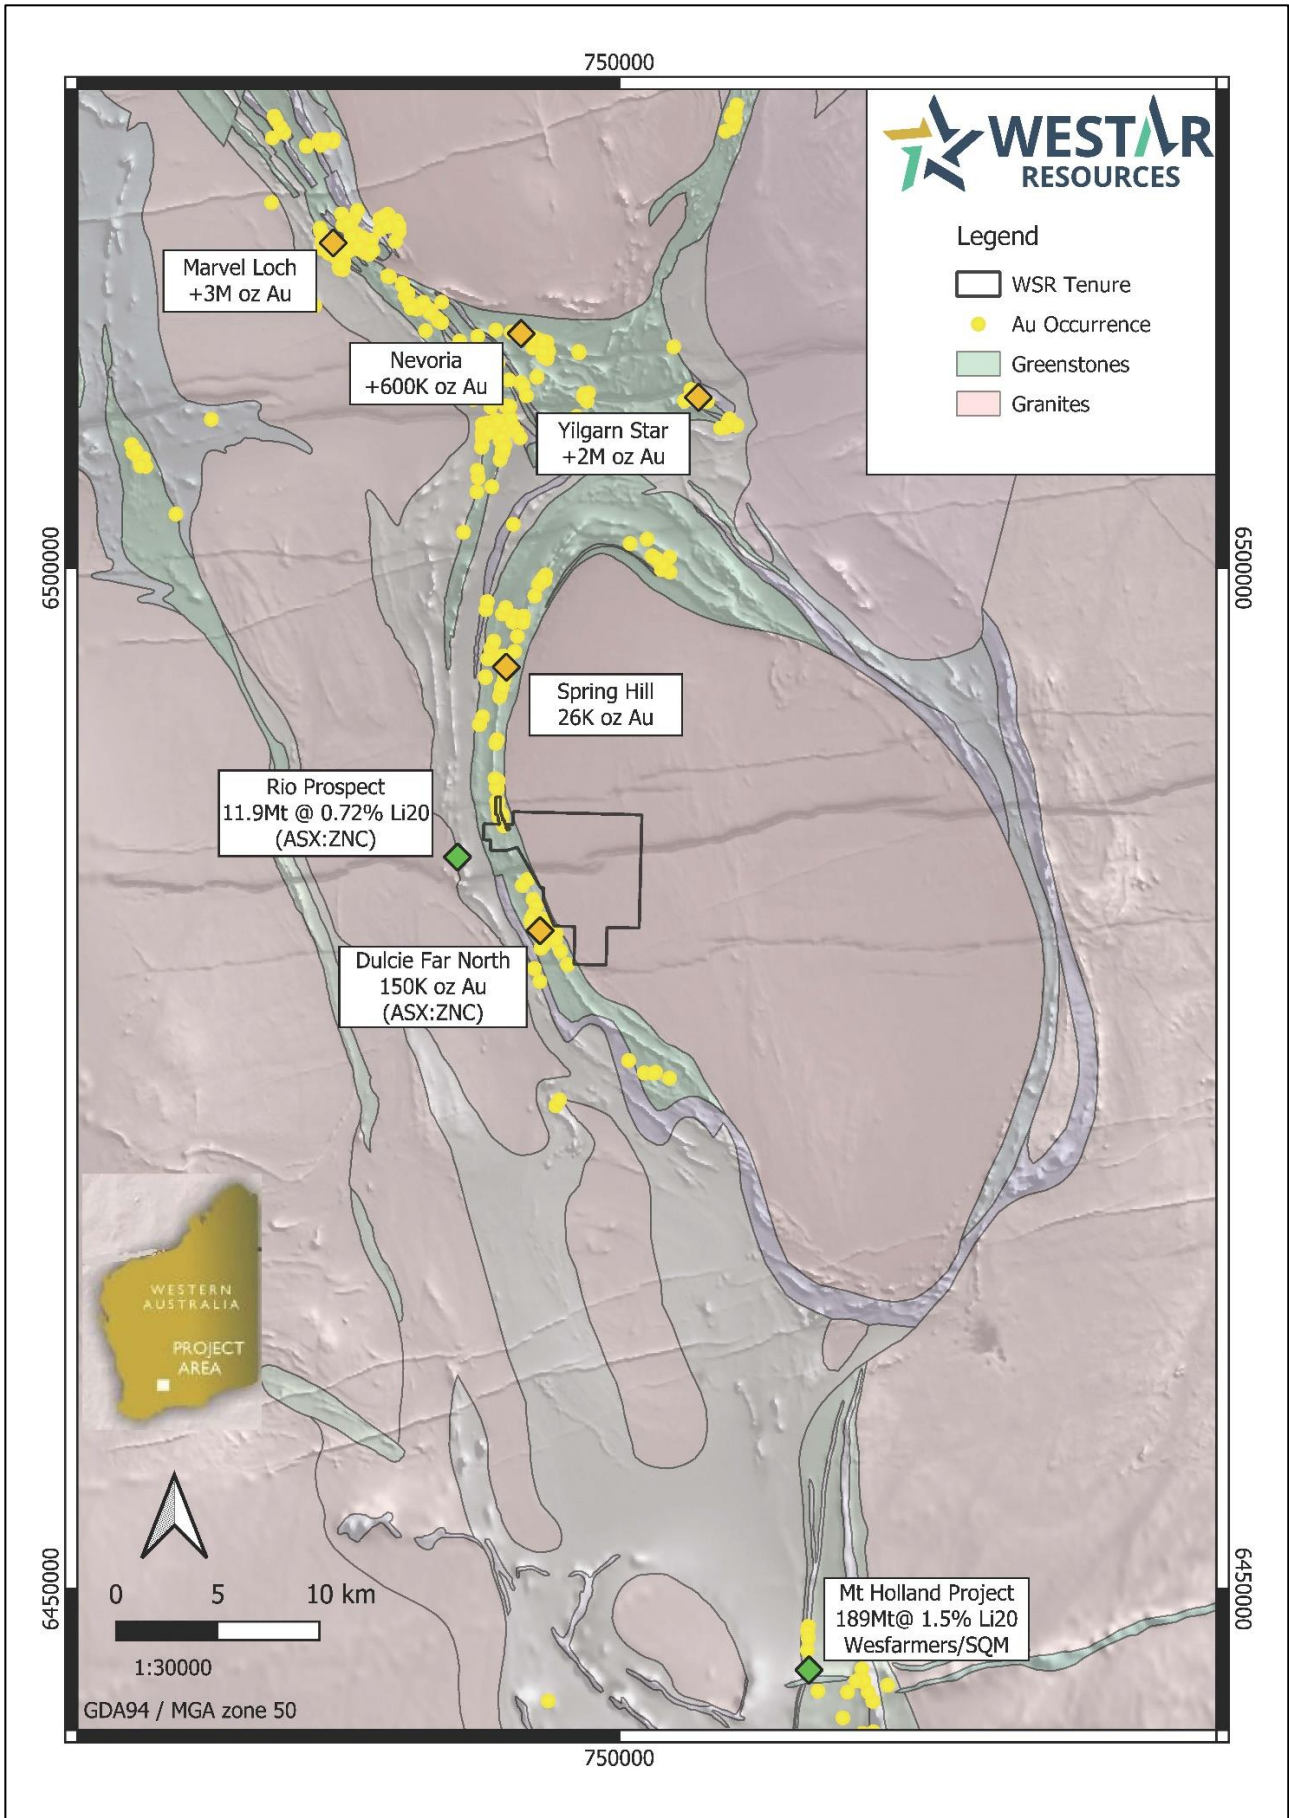 750000
WESTAR
RESOURCES
Legend
WSR Tenure
Au Occurrence
Greenstones
Granites
Marvel Loch
+3M oz Au
Nevoria
+600K oz Au
Yilgarn Star
+2M oz Au
6500000
6500000
Spring Hill
26K oz Au
Rio Prospect
11.9Mt @ 0.72% Li20
(ASX:ZNC)
Dulcie Far North
150K oz Au
(ASX:ZNC)
WESTERN
AUSTRALIA
PROJECT
AREA
6450000
6450000
0 5 10 km
1:30000
GDA94 / MGA zone 50
Mt Holland Project
189Mt@ 1.5% Li20
Wesfarmers/SQM
750000